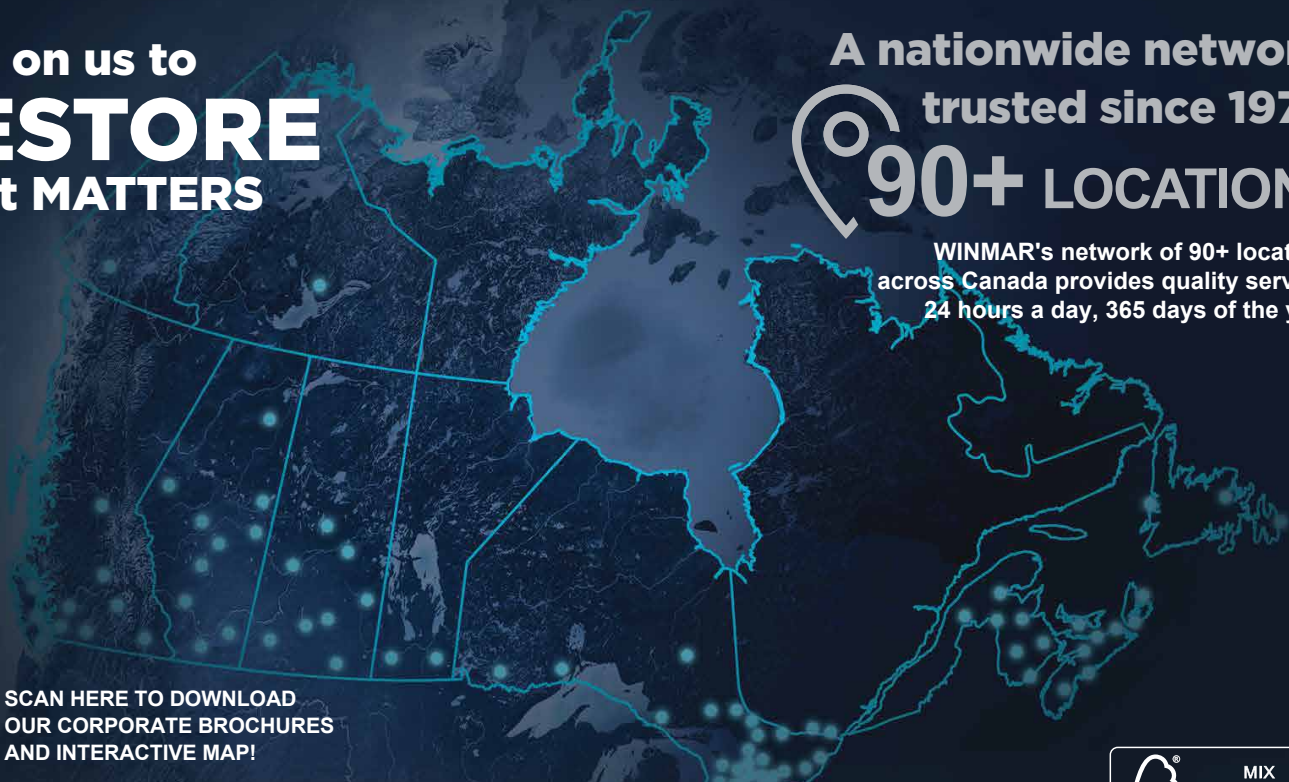 on us to
ESTORE
t MATTERS
A nationwide networ
trusted since 197
90+ LOCATION
WINMAR's network of 90+ locat
across Canada provides quality serv
24 hours a day, 365 days of the y
SCAN HERE TO DOWNLOAD
OUR CORPORATE BROCHURES
AND INTERACTIVE MAP!
®
MIX